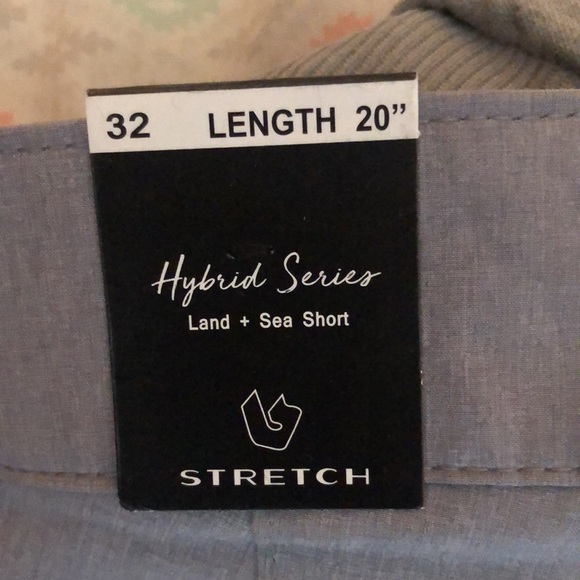 32 LENGTH 20”
Hybrid Series
Land + Sea Short
STRETCH